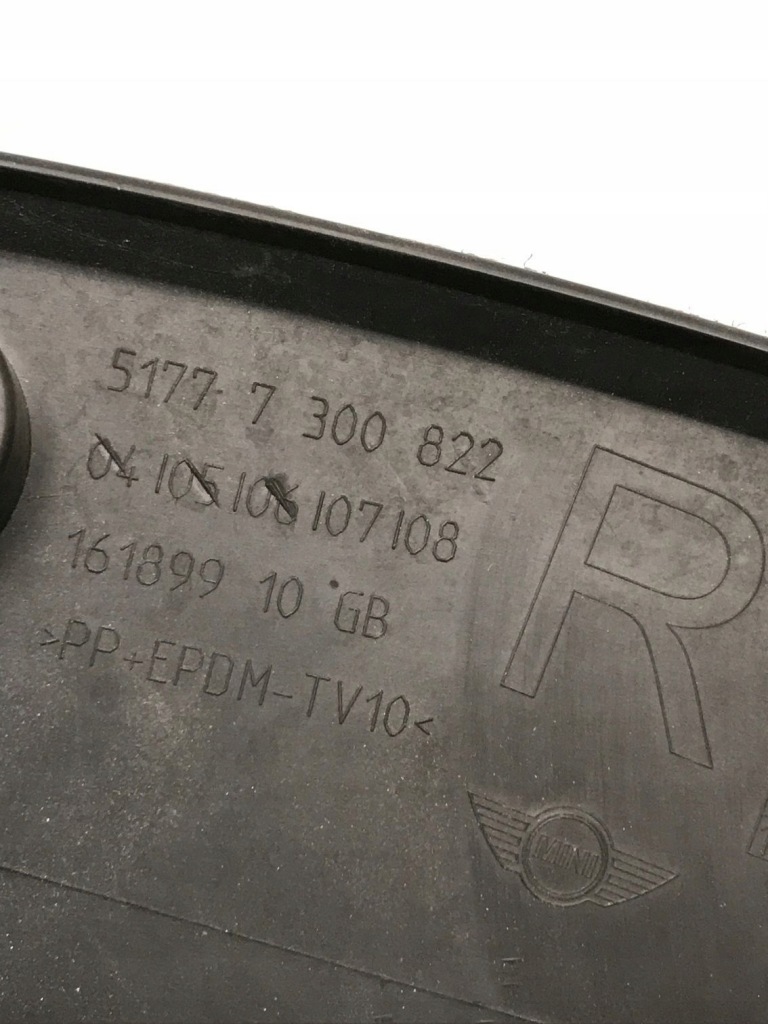 5177 7 300 822
04 105 106 107 108
161899 10 GB
>PP+EPDM-TV10<
R
MINI